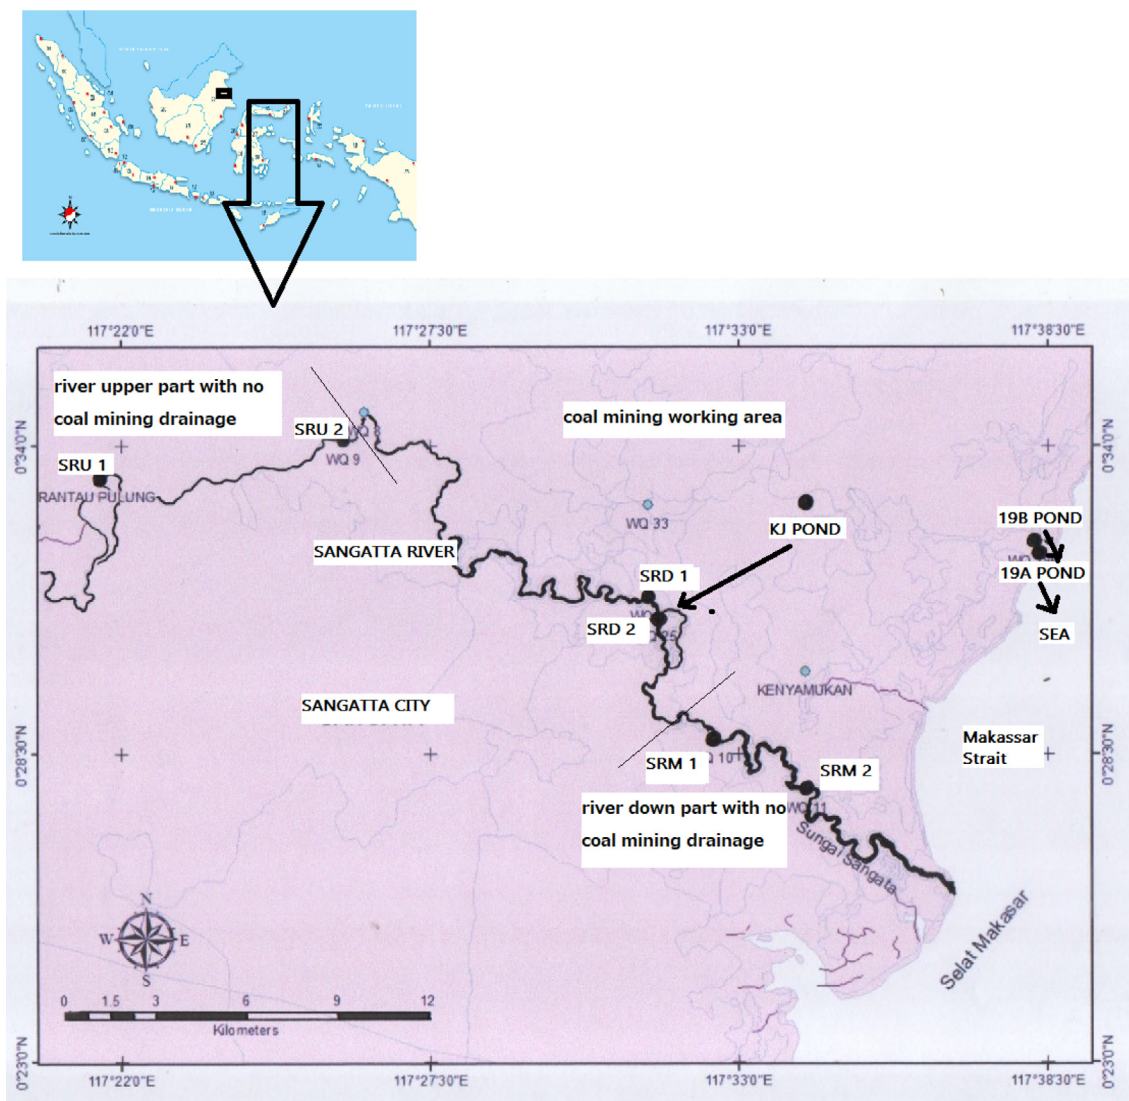 117°22'0"E
117°27'30"E
117°33'0"E
117°38'30"E
river upper part with no
coal mining drainage
SRU 2
WQ 9
coal mining working area
0°34'0"N
0°34'0"N
SRU 1
RANTAU PULUNG
WQ 33
KJ POND
19B POND
19A POND
SEA
SANGATTA RIVER
SRD 1
SRD 2
KENYAMUKAN
SANGATTA CITY
Makassar
Strait
0°28'30"N
0°28'30"N
SRM 1
SRM 2
WQ 11
river down part with no
coal mining drainage
Sungai Sangata
Selat Makasar
N
W
E
S
0
1.5
3
6
9
12
Kilometers
0°23'0"N
0°23'0"N
117°22'0"E
117°27'30"E
117°33'0"E
117°38'30"E